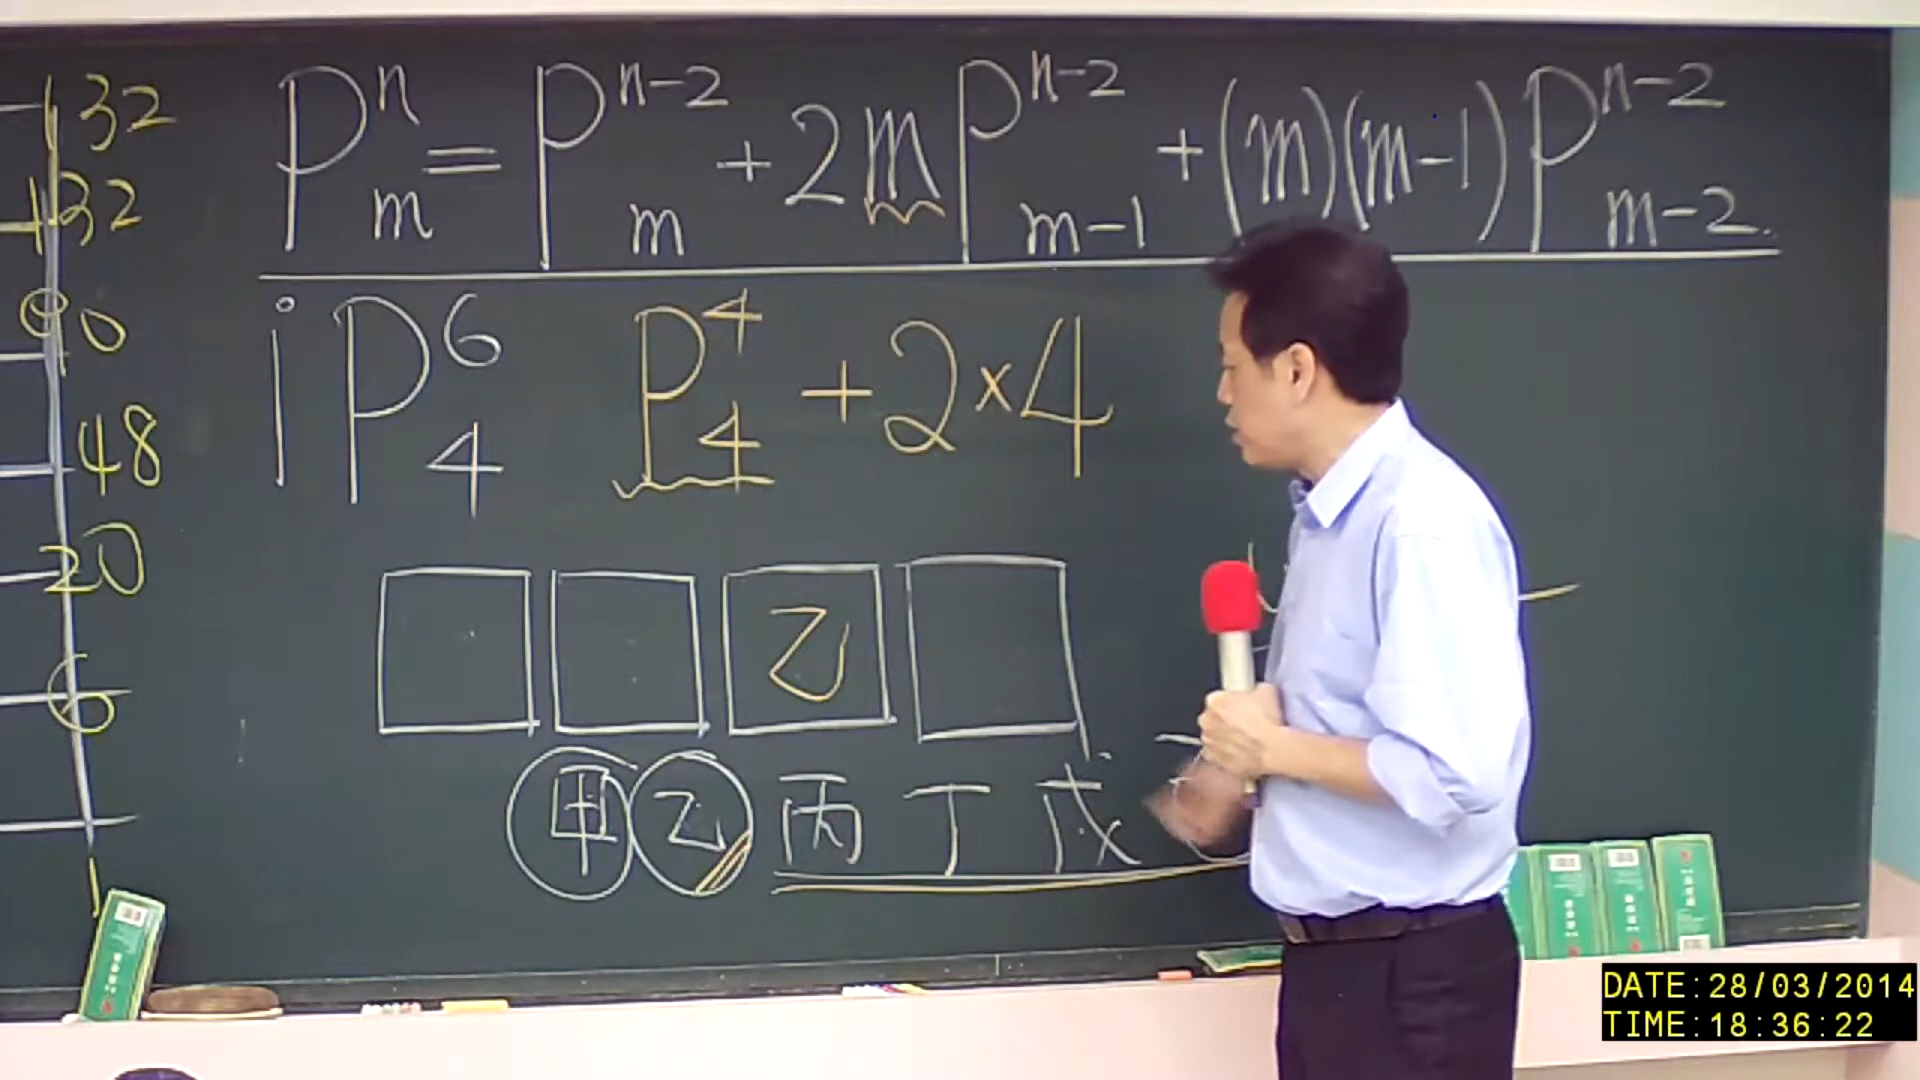 P^n_m = P^{n-2}_m + 2m P^{n-2}_{m-1} + (m)(m-1) P^{n-2}_{m-2}.
i P^6_4 P^4_4 + 2×4
乙
甲 乙 丙 丁 戊
132
132
90
48
20
6
1
DATE:28/03/2014
TIME:18:36:22